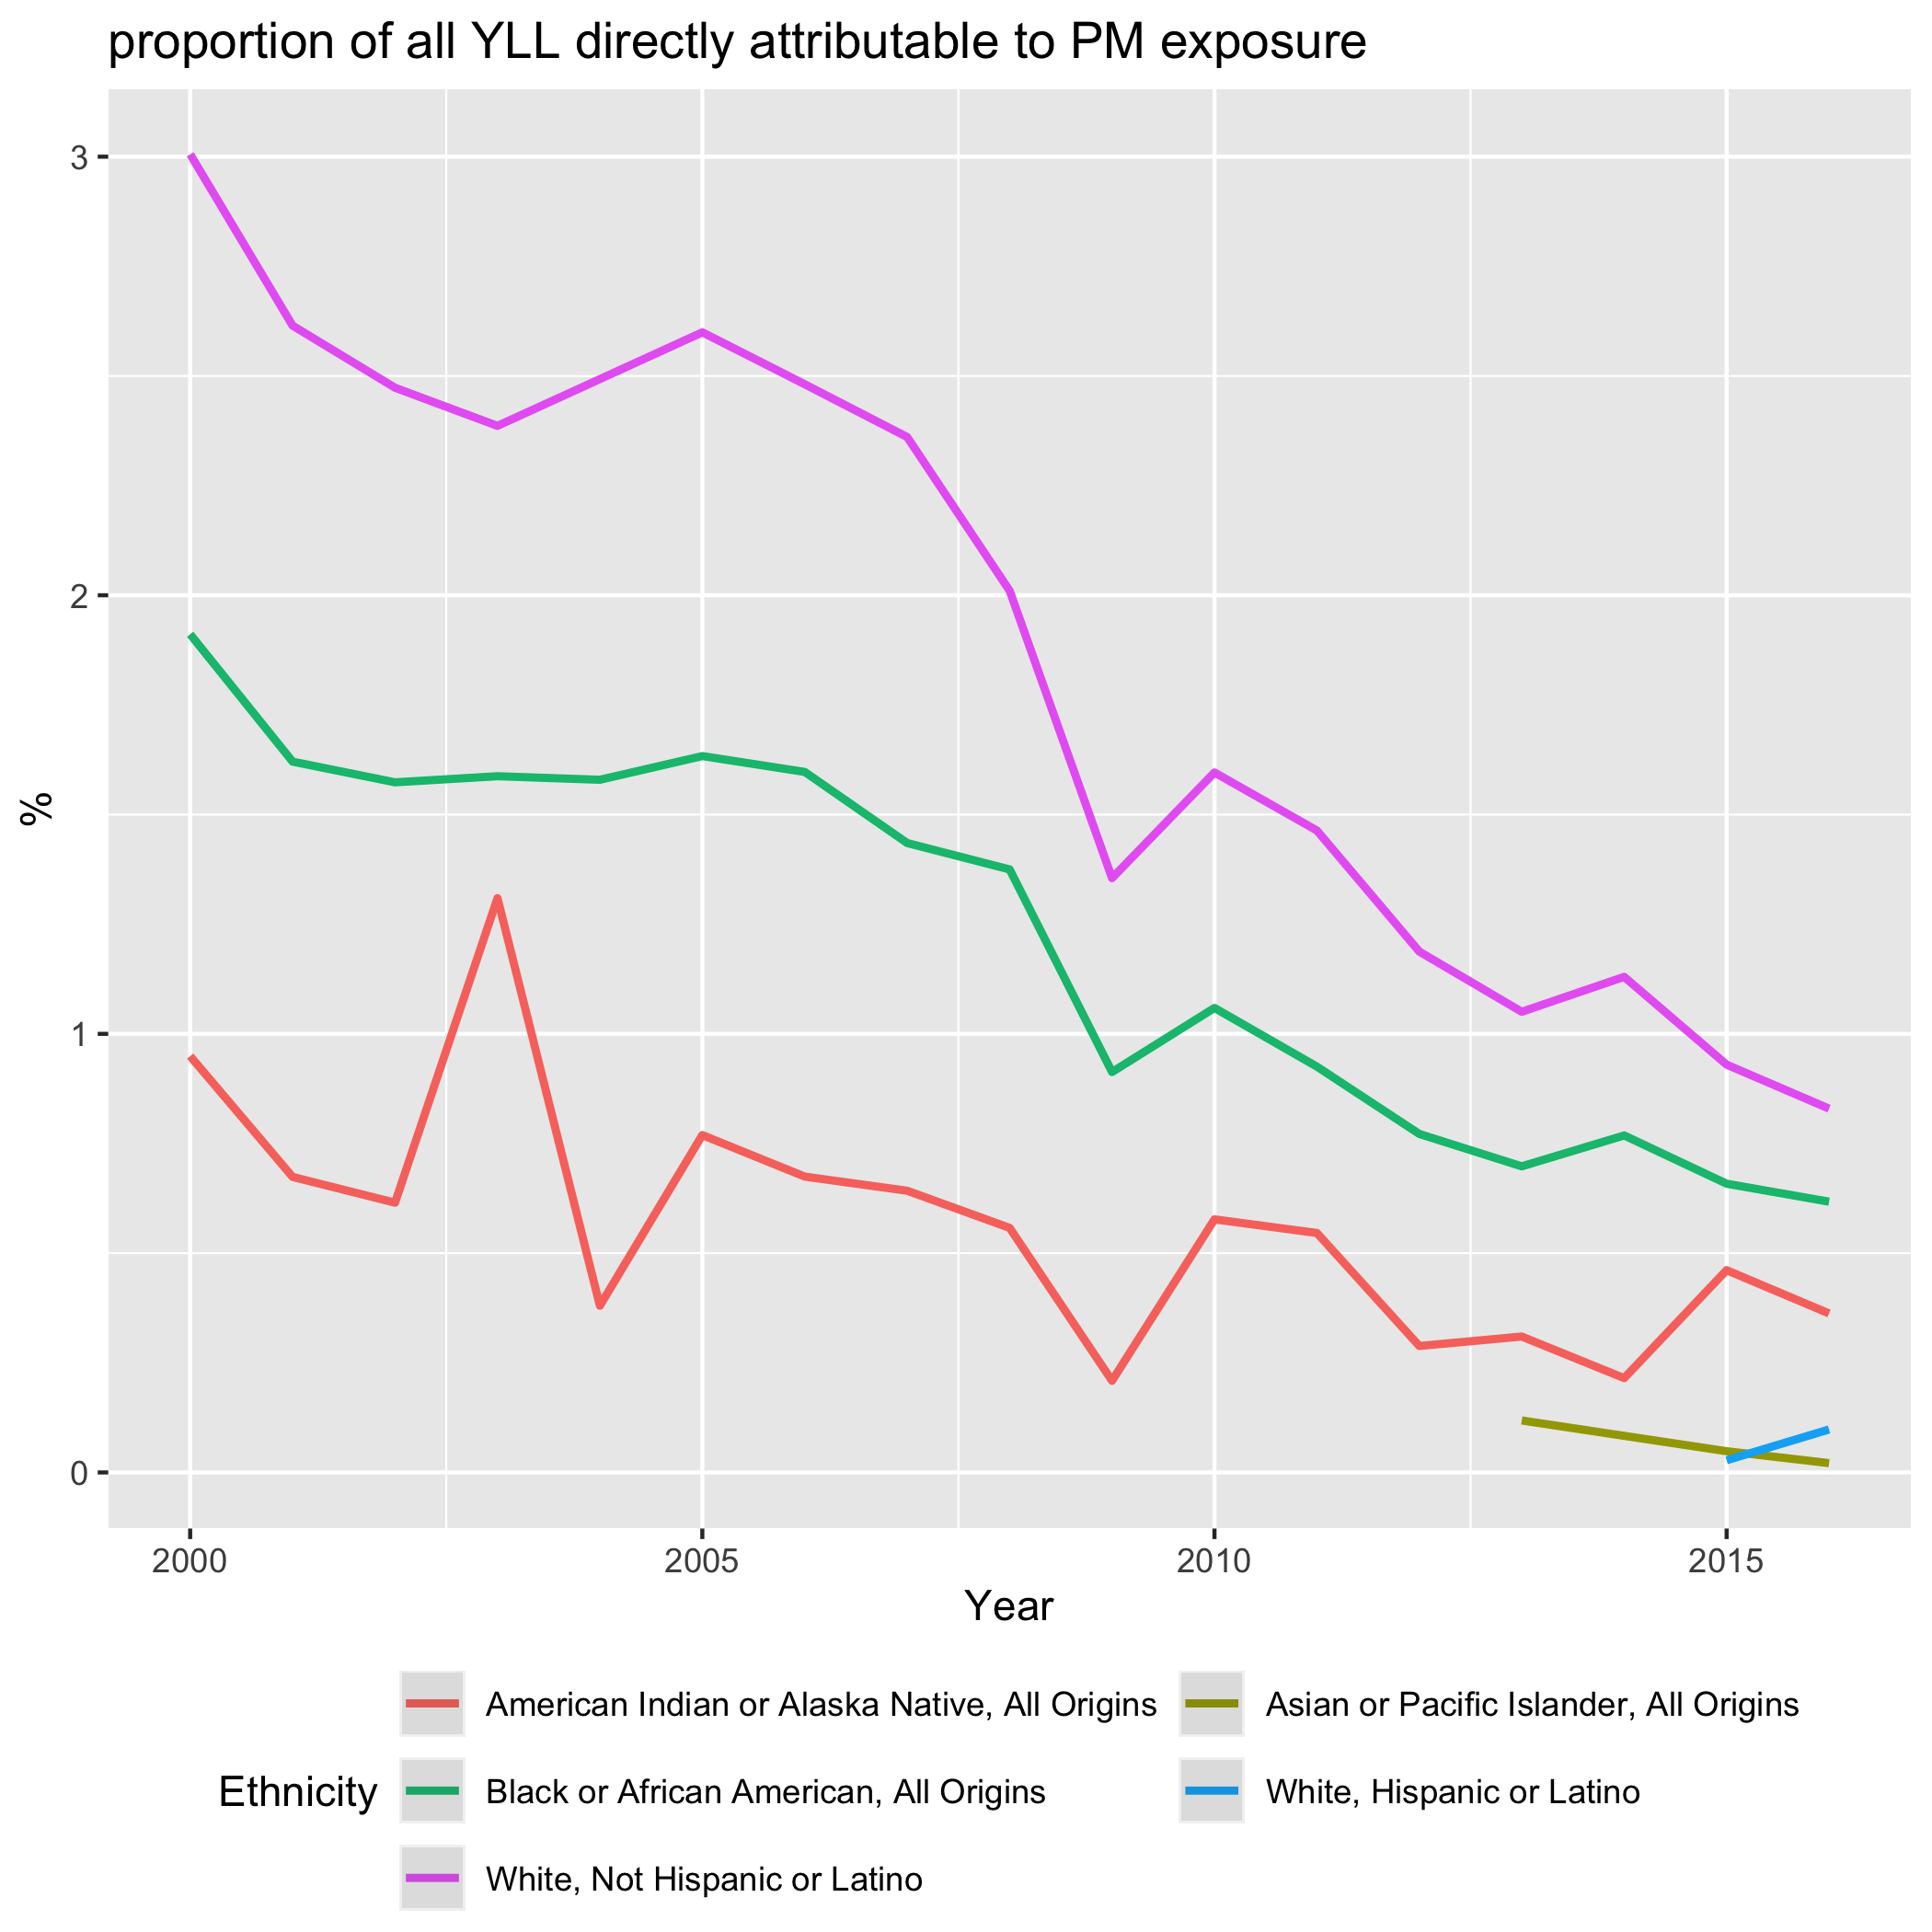 proportion of all YLL directly attributable to PM exposure
3
2
1
0
%
2000
2005
2010
2015
Year
Ethnicity
American Indian or Alaska Native, All Origins
Asian or Pacific Islander, All Origins
Black or African American, All Origins
White, Hispanic or Latino
White, Not Hispanic or Latino